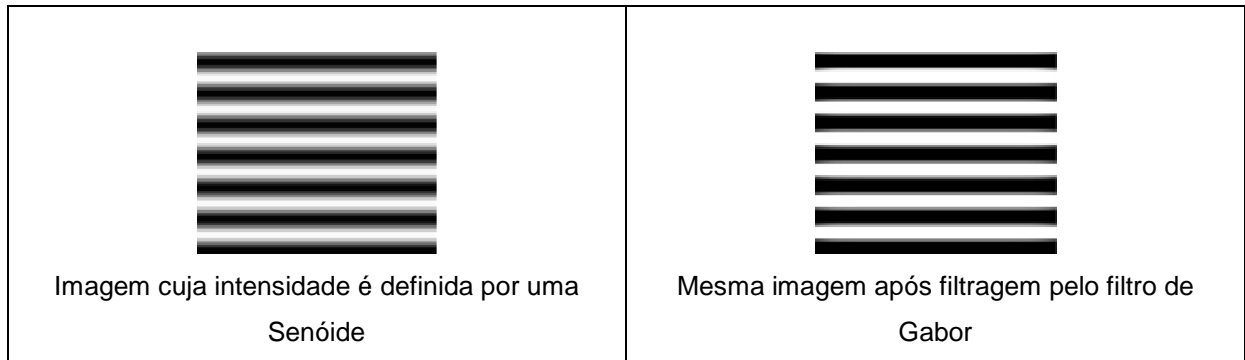 Imagem cuja intensidade é definida por uma
Senóide
Mesma imagem após filtragem pelo filtro de
Gabor